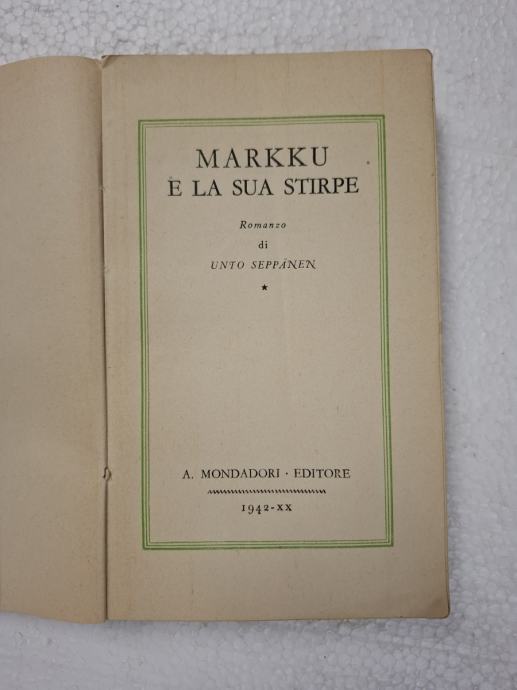 MARKKU
E LA SUA STIRPE
Romanzo
di
UNTO SEPPÄNEN
★
A. MONDADORI · EDITORE
1942-XX